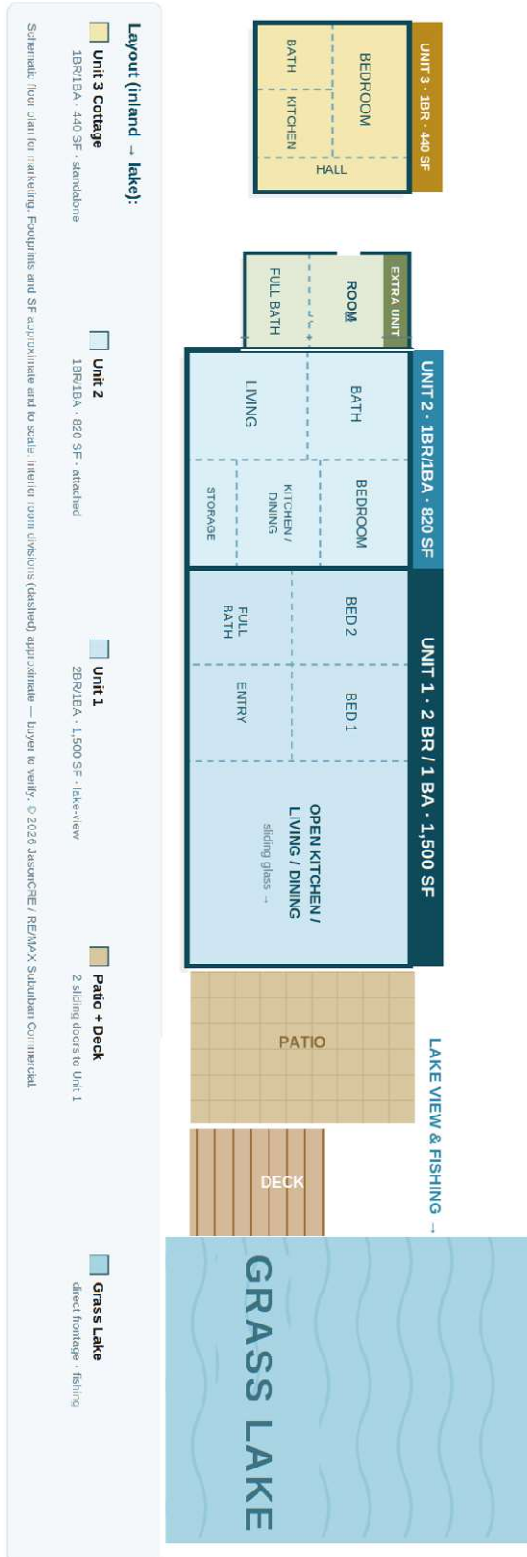 UNIT 3 · 1BR · 440 SF
BEDROOM
BATH
KITCHEN
HALL
EXTRA UNIT
ROOM
FULL BATH
UNIT 2 · 1BR/1BA · 820 SF
BATH
LIVING
BEDROOM
KITCHEN /
DINING
STORAGE
UNIT 1 · 2 BR / 1 BA · 1,500 SF
BED 2
FULL
BATH
BED 1
ENTRY
OPEN KITCHEN /
LIVING / DINING
sliding glass →
LAKE VIEW & FISHING →
PATIO
DECK
GRASS LAKE
Layout (inland → lake):
Unit 3 Cottage
1BR/1BA · 440 SF · standalone
Unit 2
1BR/1BA · 820 SF · attached
Unit 1
2BR/1BA · 1,500 SF · lake-view
Patio + Deck
2 sliding doors to Unit 1
Grass Lake
direct frontage · fishing
Schematic floor plan for marketing. Footprints and SF approximate and to scale. Interior room divisions (dashed) approximate — buyer to verify. © 2026 JasonCRE / RE/MAX Suburban Commercial.